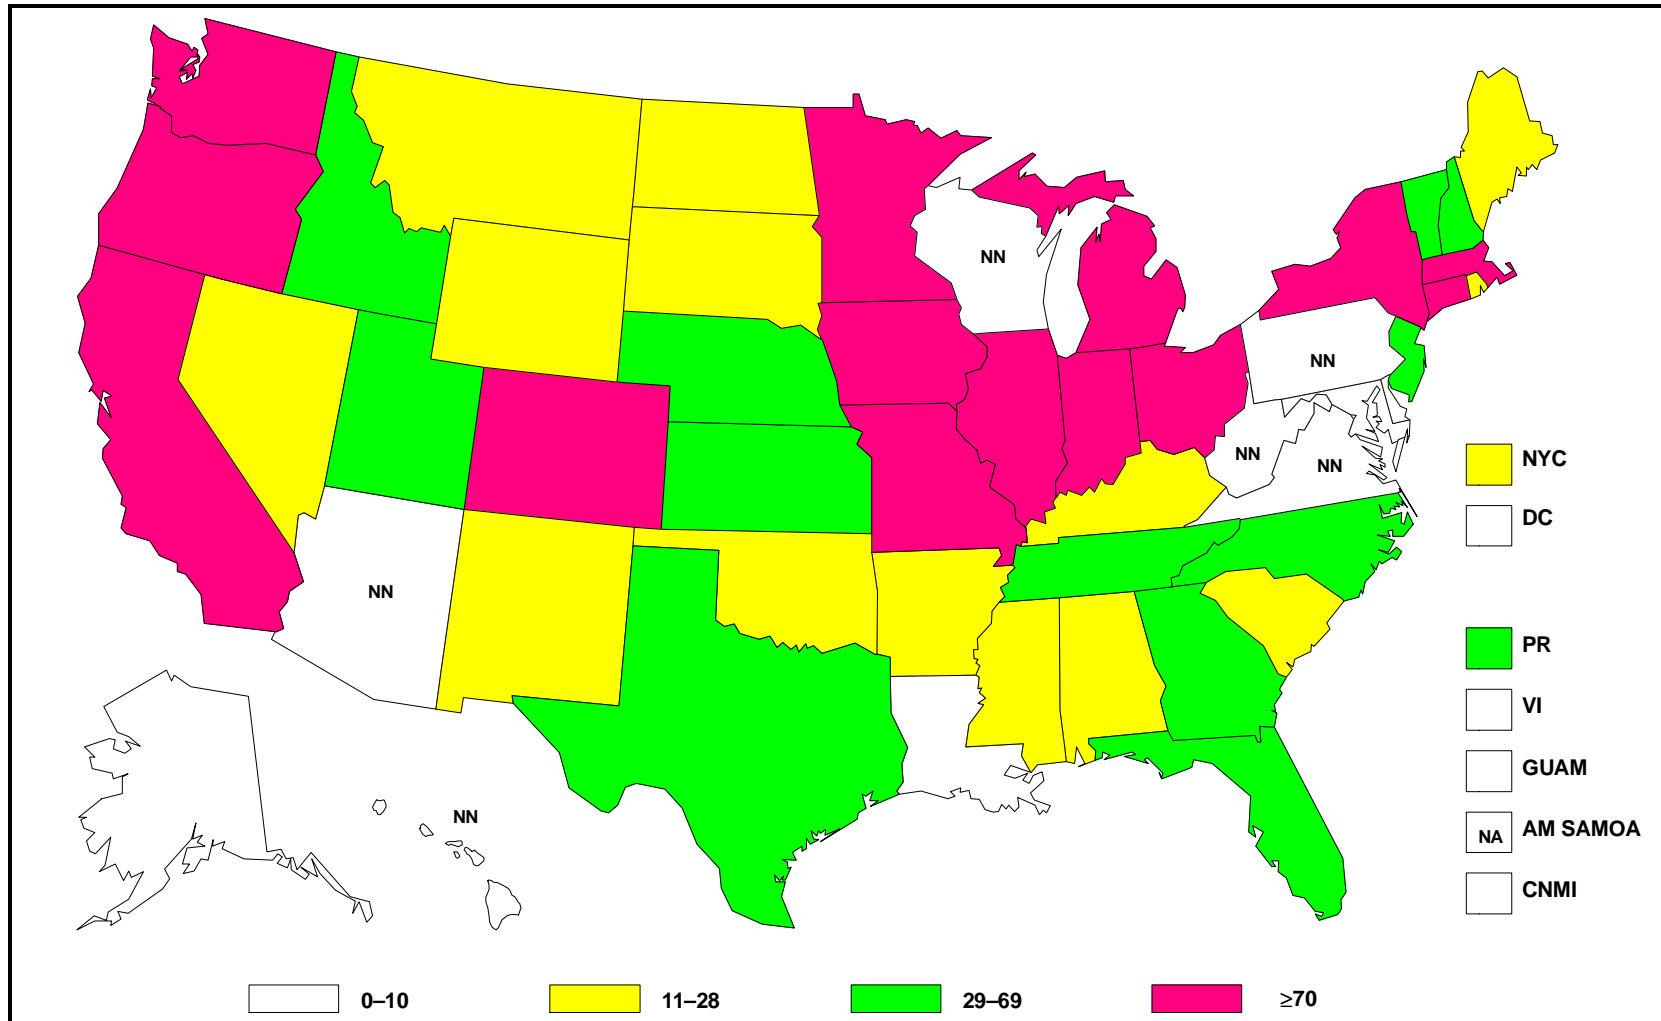 NN
NN
NN
NN
NYC
DC
NN
PR
VI
GUAM
NN
NA AM SAMOA
CNMI
0–10 11–28 29–69 ≥70